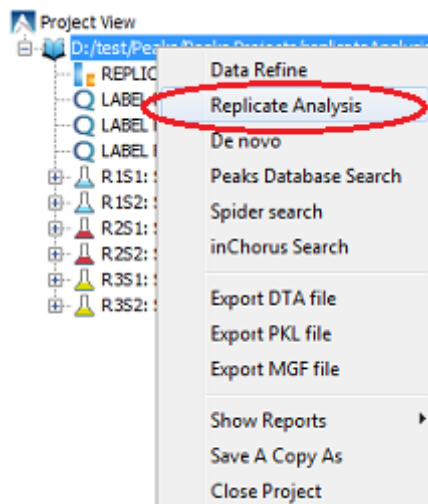 Project View
D:/test/Peaks/Peaks Projects/replicateAnalysi
REPLIC
LABEL
LABEL
LABEL
R1S1:
R1S2:
R2S1:
R2S2:
R3S1:
R3S2:
Data Refine
Replicate Analysis
De novo
Peaks Database Search
Spider search
inChorus Search
Export DTA file
Export PKL file
Export MGF file
Show Reports
Save A Copy As
Close Project